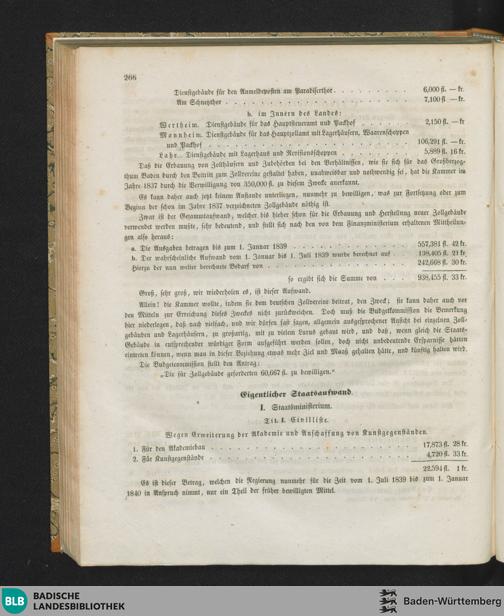 266
Dienstgebäude für den Anmeldeposten am Paradieserthor . . . . . . . . . 6,000 fl. — kr.
Am Schnetzthor . . . . . . . . . . . . . . . . . . 7,100 fl. — kr.
b. im Innern des Landes:
Wertheim. Dienstgebäude für das Hauptsteueramt und Packhof . . . . . . 2,150 fl. — kr.
Mannheim. Dienstgebäude für das Hauptzollamt mit Lagerhäusern, Waarenschoppen
und Packhof . . . . . . . . . . . . . . . . 106,291 fl. — kr.
Lahr. Dienstgebäude mit Lagerhaus und Revisionsschoppen . . . . . . . 5,889 fl. 16 kr.
Daß die Erbauung von Zollhäusern und Zubehörden bei den Verhältnissen, wie sie sich für das Großherzog-
thum Baden durch den Beitritt zum Zollvereine gestaltet haben, unabweisbar und nothwendig sei, hat die Kammer im
Jahre 1837 durch die Verwilligung von 350,000 fl. zu diesem Zwecke anerkannt.
Es kann daher auch jetzt keinem Anstande unterliegen, nunmehr zu bewilligen, was zur Fortsetzung oder zum
Beginn der schon im Jahre 1837 verzeichneten Zollgebäude nöthig ist.
Zwar ist der Gesammtaufwand, welcher bis hieher schon für die Erbauung und Herstellung neuer Zollgebäude
verwendet werden mußte, sehr bedeutend, und stellt sich nach den von dem Finanzministerium erhaltenen Mittheilun-
gen also heraus:
a. Die Ausgaben betragen bis zum 1. Januar 1839 . . . . . . . . . . 557,381 fl. 42 kr.
b. Der wahrscheinliche Aufwand vom 1. Januar bis 1. Juli 1839 wurde berechnet auf . . 138,405 fl. 21 kr.
Hierzu der nun weiter berechnete Bedarf von . . . . . . . . . . . 242,668 fl. 30 kr.
so ergibt sich die Summe von . . . 938,455 fl. 33 kr.
Groß, sehr groß, wir wiederholen es, ist dieser Aufwand.
Allein! die Kammer wollte, indem sie dem deutschen Zollverein beitrat, den Zweck; sie kann daher auch vor
den Mitteln zur Erreichung dieses Zweckes nicht zurückweichen. Doch muß die Budgetkommission die Bemerkung
hier niederlegen, daß nach vielfach, und wir dürfen fast sagen, allgemein ausgesprochener Ansicht bei einzelnen Zoll-
gebäuden und Lagerhäusern, zu großartig, mit zu vielem Luxus gebaut wird, und daß, wenn gleich die Staats-
Gebäude in entsprechender würdiger Form aufgeführt werden sollen, doch nicht unbedeutende Ersparnisse hätten
eintreten können, wenn man in dieser Beziehung etwas mehr Ziel und Maaß gehalten hätte, und künftig halten wird.
Die Budgetcommission stellt den Antrag:
„Die für Zollgebäude geforderten 60,667 fl. zu bewilligen.“
Eigentlicher Staatsaufwand.
I. Staatsministerium.
Tit. I. Civilliste.
Wegen Erweiterung der Akademie und Anschaffung von Kunstgegenständen.
1. Für den Akademiebau . . . . . . . . . . . . . . . . 17,873 fl. 28 kr.
2. Für Kunstgegenstände . . . . . . . . . . . . . . . . 4,720 fl. 33 kr.
22,594 fl. 1 kr.
Es ist dieser Betrag, welchen die Regierung nunmehr für die Zeit vom 1. Juli 1839 bis zum 1. Januar
1840 in Anspruch nimmt, nur ein Theil der früher bewilligten Mittel.
BLB
BADISCHE
LANDESBIBLIOTHEK
Baden-Württemberg